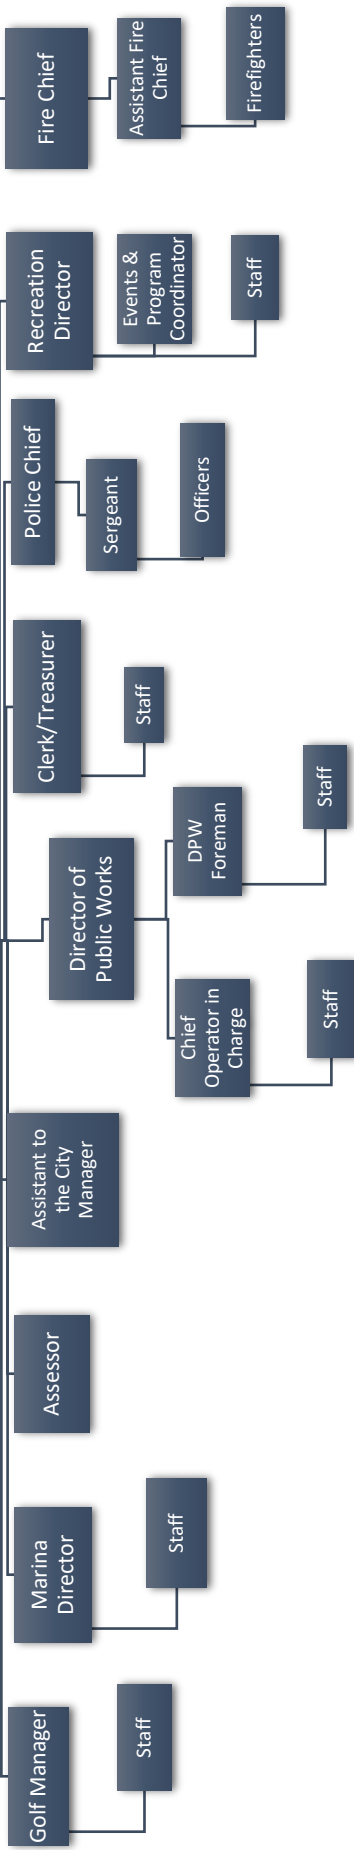 Golf Manager
Staff
Marina
Director
Staff
Assessor
Assistant to
the City
Manager
Director of
Public Works
Chief
Operator in
Charge
Staff
DPW
Foreman
Staff
Clerk/Treasurer
Staff
Police Chief
Sergeant
Officers
Recreation
Director
Events &
Program
Coordinator
Staff
Fire Chief
Assistant Fire
Chief
Firefighters